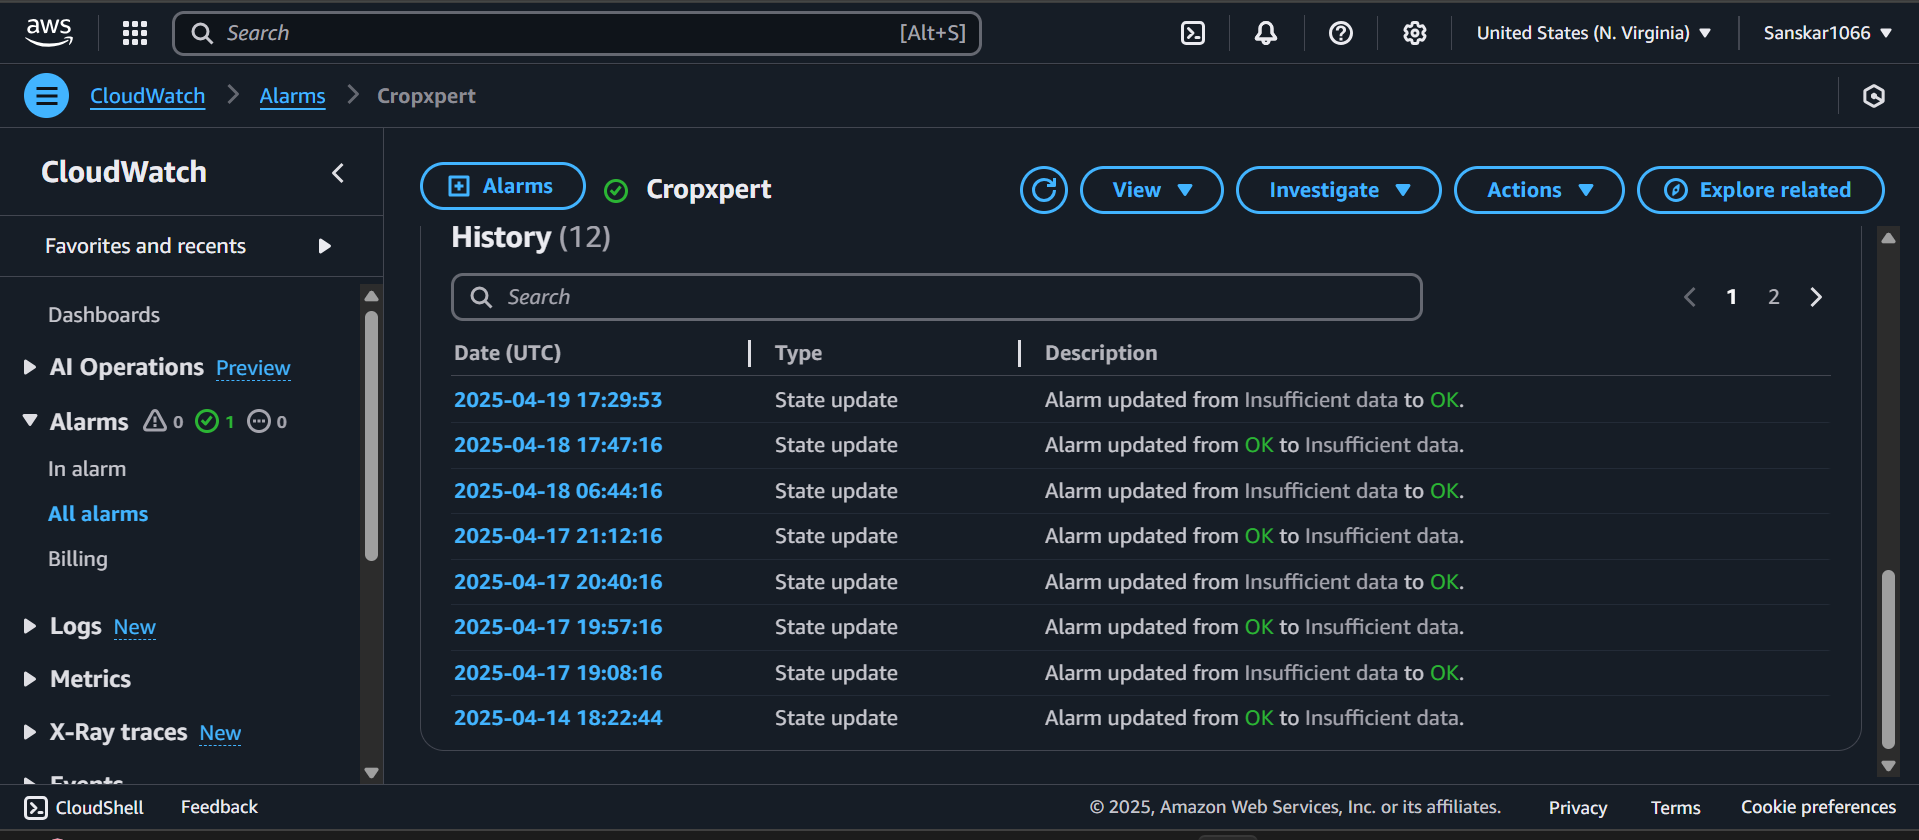 aws
Search [Alt+S]
United States (N. Virginia)
Sanskar1066
CloudWatch
Alarms
Cropxpert
CloudWatch
Favorites and recents
Dashboards
AI Operations Preview
Alarms 0 1 0
In alarm
All alarms
Billing
Logs New
Metrics
X-Ray traces New
Events
Alarms
Cropxpert
View
Investigate
Actions
Explore related
History (12)
Search
1 2
Date (UTC) Type Description
2025-04-19 17:29:53 State update Alarm updated from Insufficient data to OK.
2025-04-18 17:47:16 State update Alarm updated from OK to Insufficient data.
2025-04-18 06:44:16 State update Alarm updated from Insufficient data to OK.
2025-04-17 21:12:16 State update Alarm updated from OK to Insufficient data.
2025-04-17 20:40:16 State update Alarm updated from Insufficient data to OK.
2025-04-17 19:57:16 State update Alarm updated from OK to Insufficient data.
2025-04-17 19:08:16 State update Alarm updated from Insufficient data to OK.
2025-04-14 18:22:44 State update Alarm updated from OK to Insufficient data.
CloudShell Feedback © 2025, Amazon Web Services, Inc. or its affiliates. Privacy Terms Cookie preferences